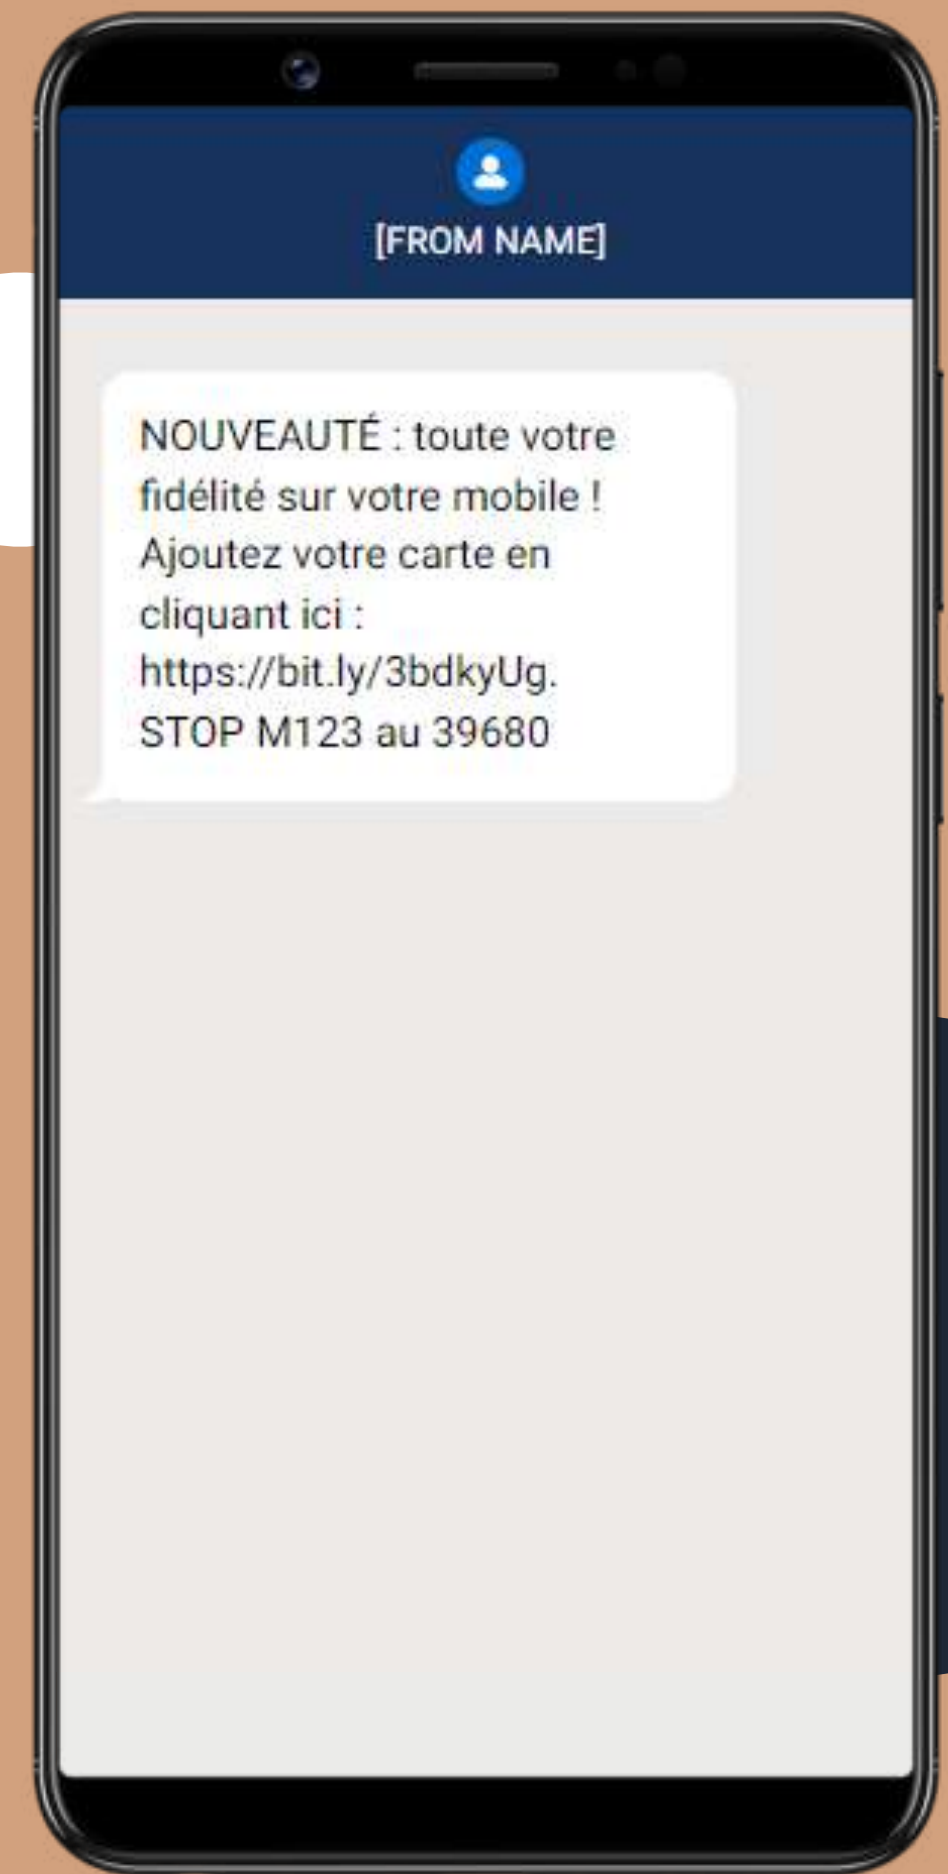 [FROM NAME]
NOUVEAUTÉ : toute votre
fidélité sur votre mobile !
Ajoutez votre carte en
cliquant ici :
https://bit.ly/3bdkyUg.
STOP M123 au 39680